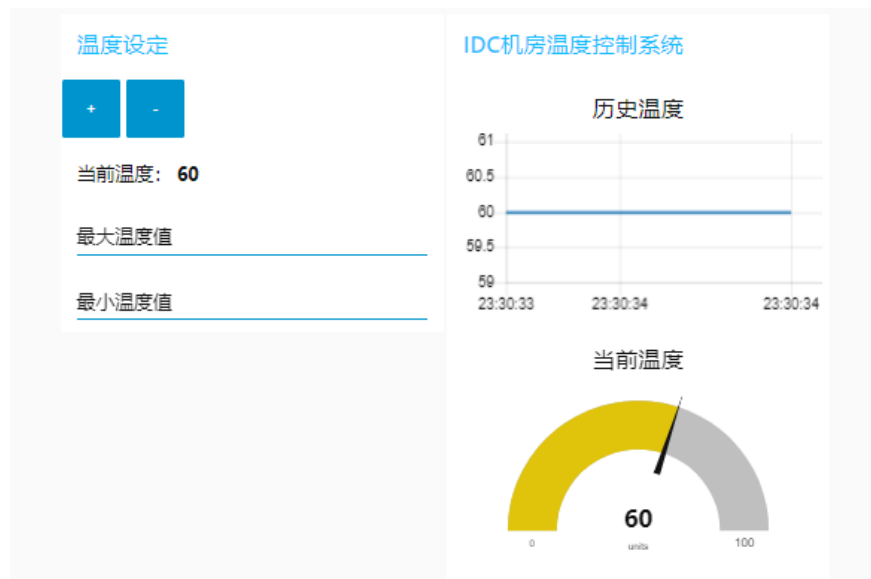 温度设定
+ -
当前温度： 60
最大温度值
最小温度值
IDC机房温度控制系统
历史温度
61
60.5
60
59.5
59
23:30:33 23:30:34 23:30:34
当前温度
60
0 units 100